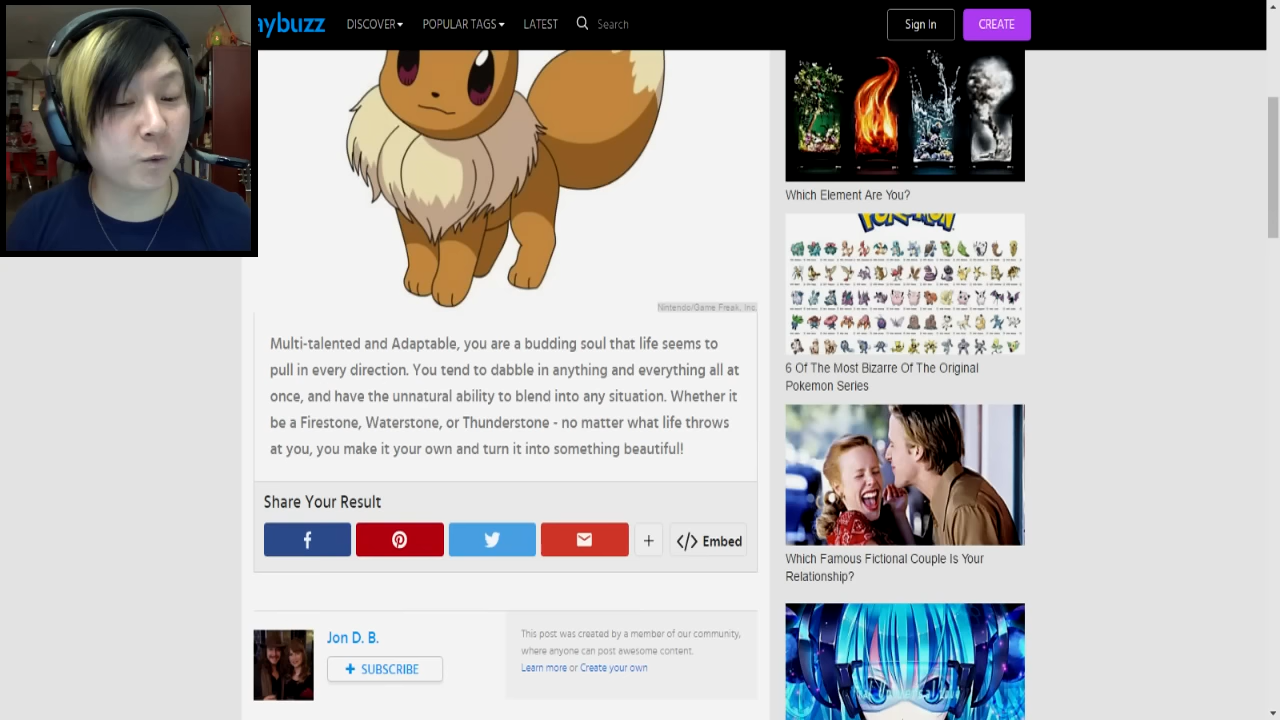 aybuzz DISCOVER POPULAR TAGS LATEST Search Sign In CREATE
Nintendo/Game Freak, Inc.
Multi-talented and Adaptable, you are a budding soul that life seems to
pull in every direction. You tend to dabble in anything and everything all at
once, and have the unnatural ability to blend into any situation. Whether it
be a Firestone, Waterstone, or Thunderstone - no matter what life throws
at you, you make it your own and turn it into something beautiful!
Share Your Result
f + </> Embed
Jon D. B.
+ SUBSCRIBE
This post was created by a member of our community,
where anyone can post awesome content.
Learn more or Create your own
Which Element Are You?
POKéMON
6 Of The Most Bizarre Of The Original
Pokemon Series
Which Famous Fictional Couple Is Your
Relationship?